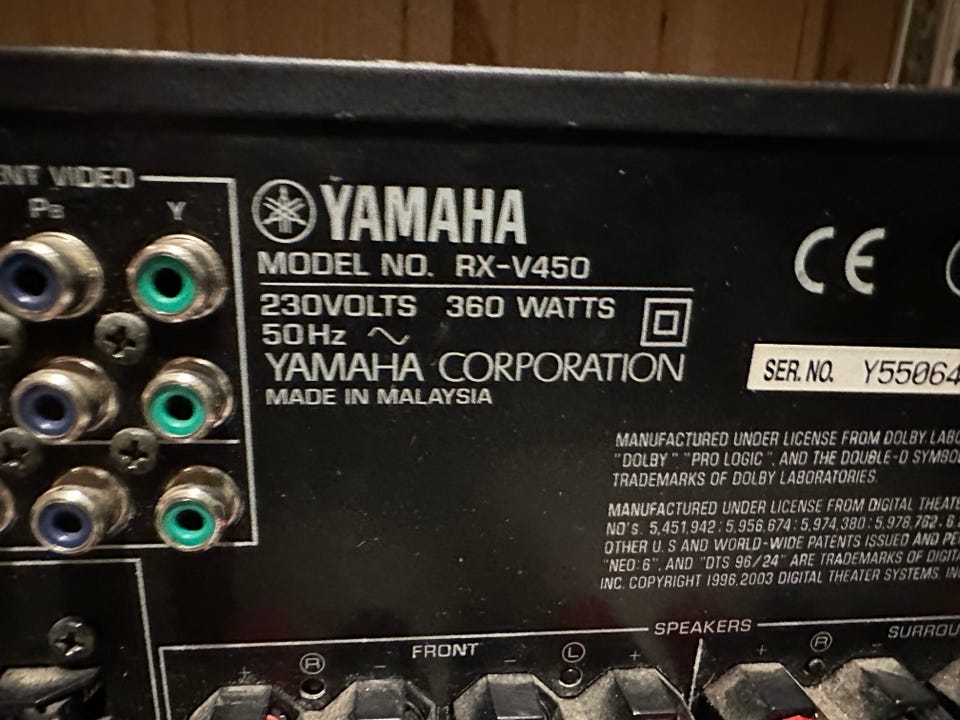 VIDEO
PB
Y
YAMAHA
MODEL NO. RX-V450
230VOLTS 360 WATTS
50Hz
YAMAHA CORPORATION
MADE IN MALAYSIA
CE
SER. NO. Y55064
MANUFACTURED UNDER LICENSE FROM DOLBY
"DOLBY" "PRO LOGIC", AND THE DOUBLE-D
TRADEMARKS OF DOLBY LABORATORIES.
MANUFACTURED UNDER LICENSE FROM DIGITAL
NO's. 5,451,942; 5,956,674; 5,974,380; 5,978,762;
OTHER U.S AND WORLD-WIDE PATENTS ISSUED AND
"NEO:6", AND "DTS 96/24" ARE TRADEMARKS OF
INC. COPYRIGHT 1996,2003 DIGITAL THEATER SYSTEMS,
SPEAKERS
FRONT
R
-
L
+
+
-
-
+
R
-